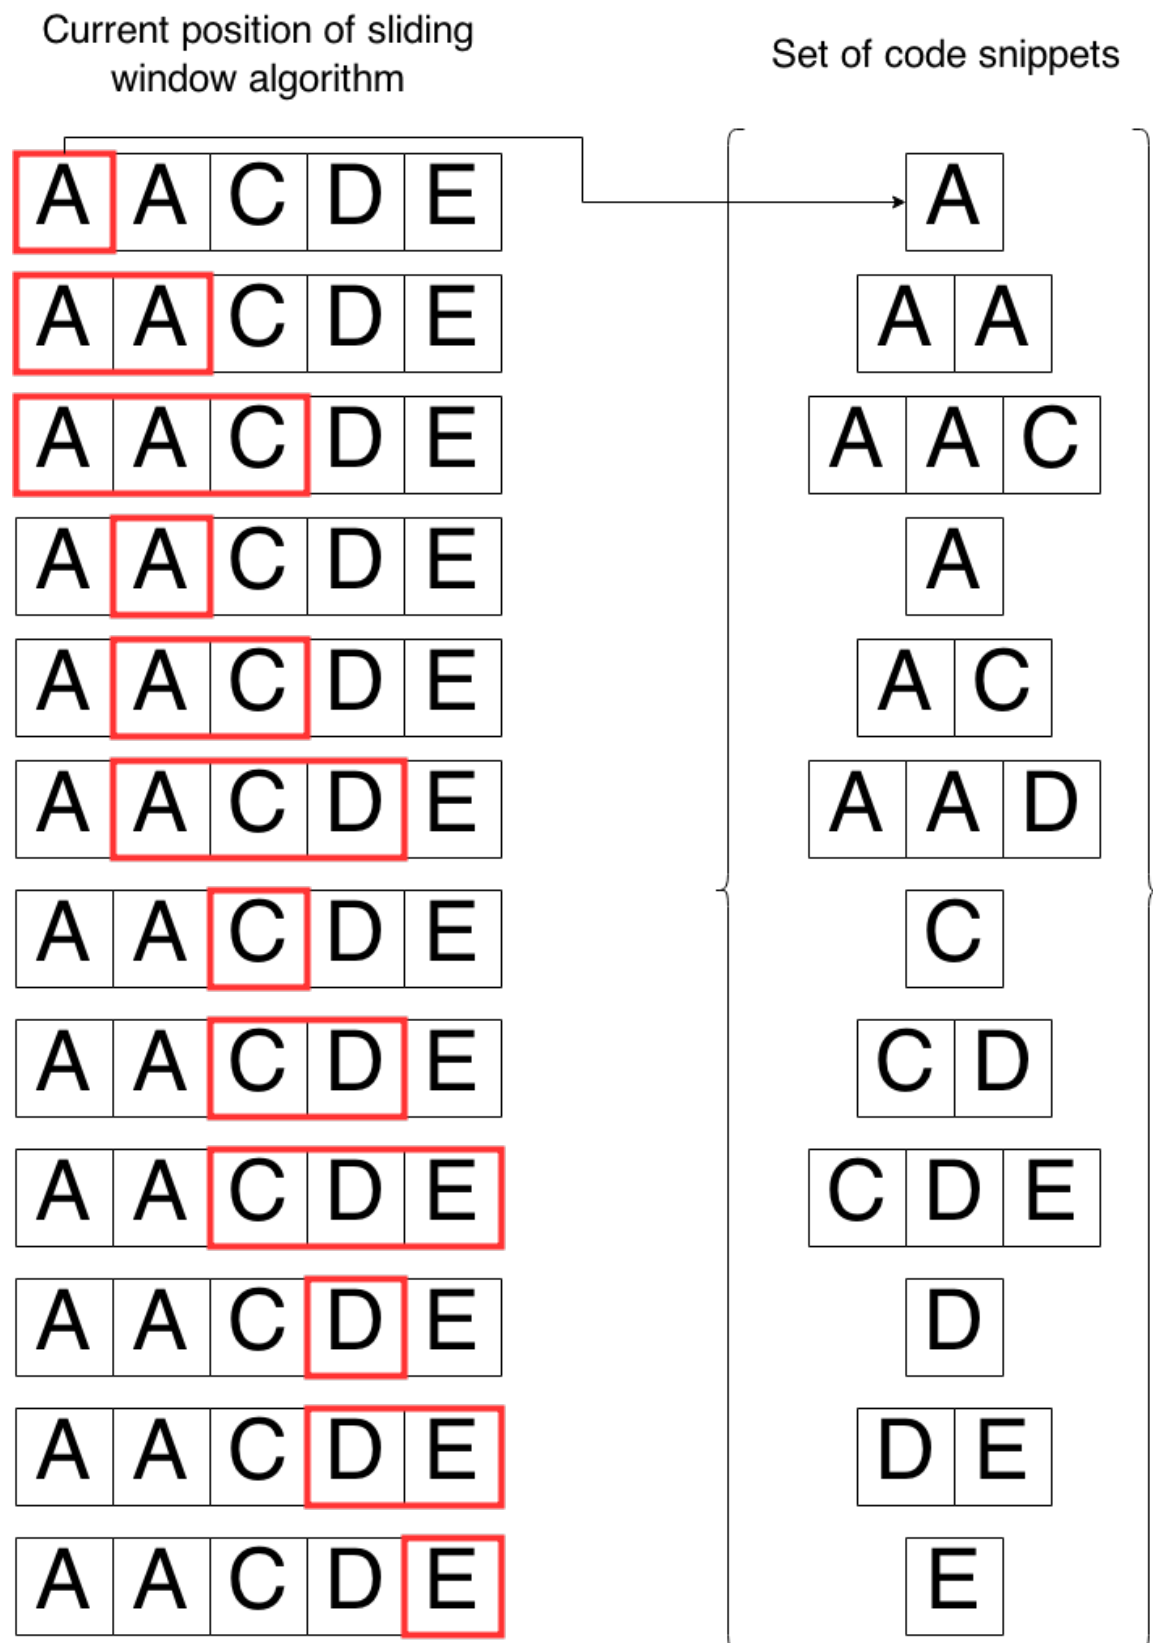 Current position of sliding
window algorithm
Set of code snippets
A A C D E A
A A C D E A A
A A C D E A A C
A A C D E A
A A C D E A C
A A C D E A A D
A A C D E C
A A C D E C D
A A C D E C D E
A A C D E D
A A C D E D E
A A C D E E